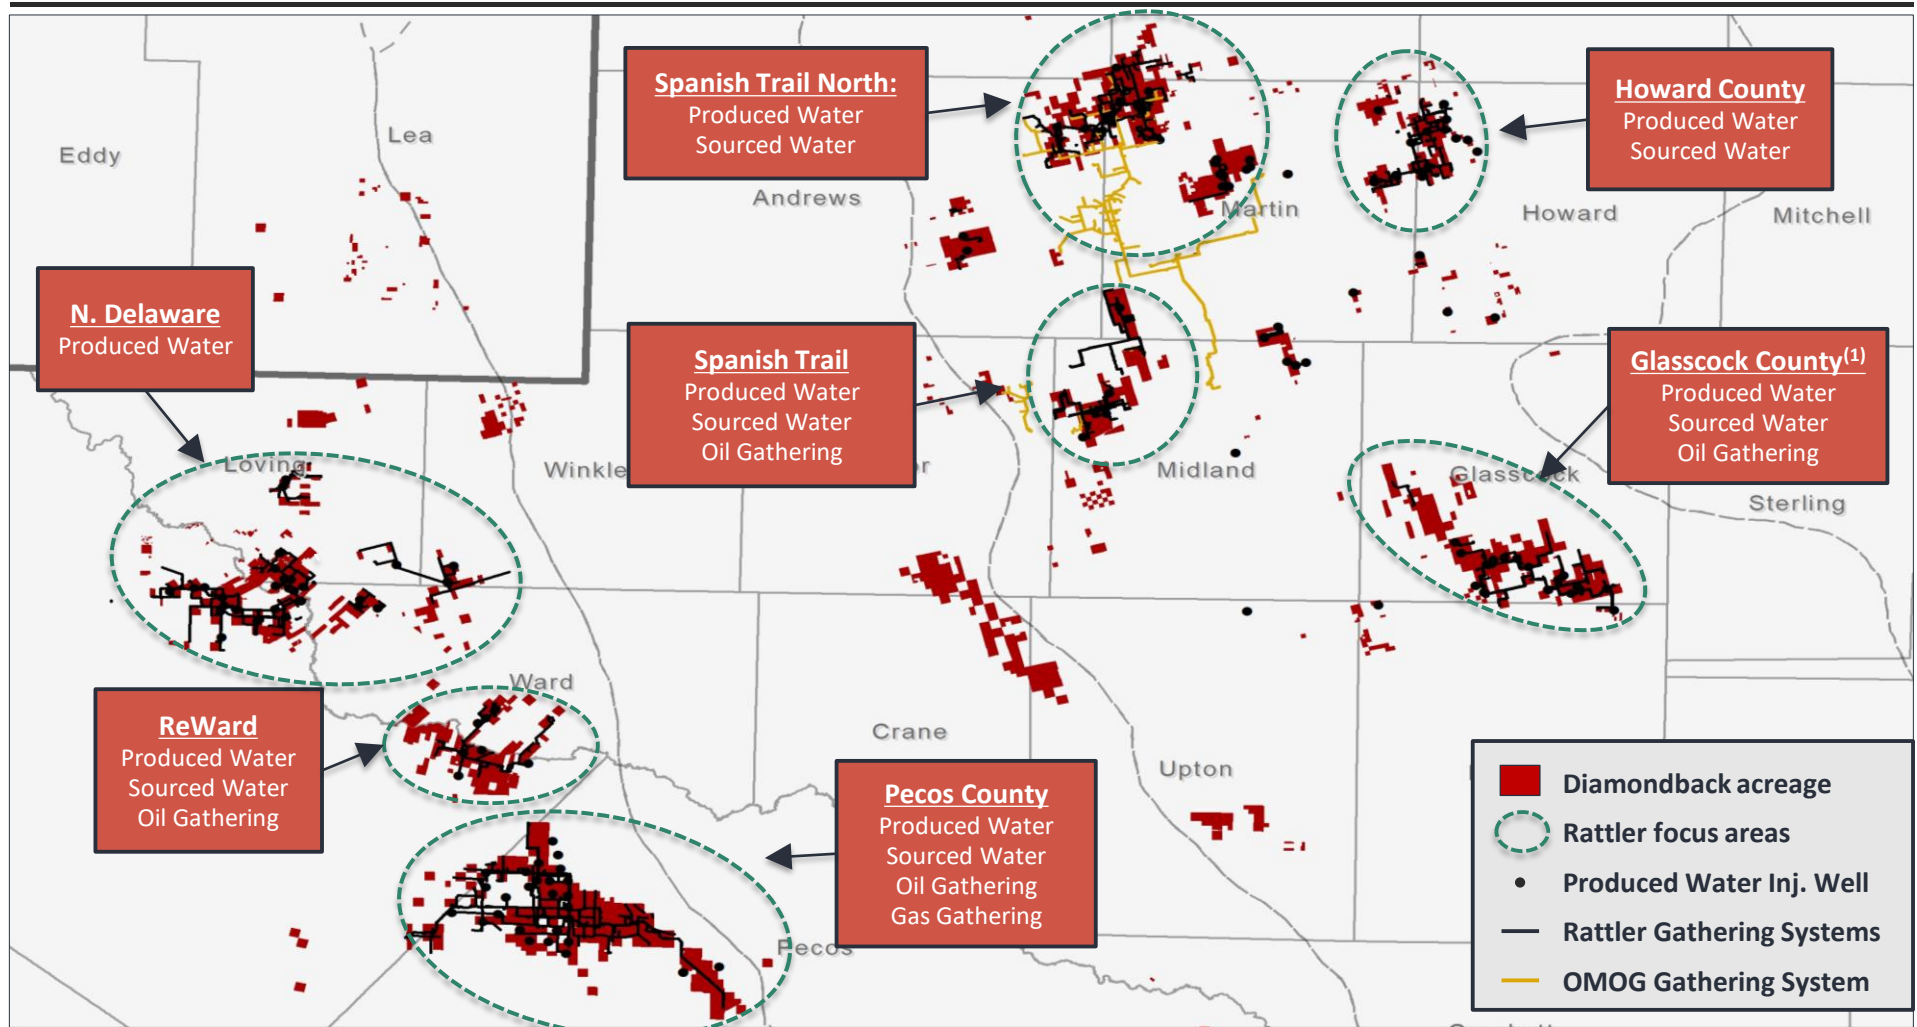 Spanish Trail North:
Produced Water
Sourced Water
Howard County
Produced Water
Sourced Water
Lea
Eddy
Andrews
Martin
Howard
Mitchell
N. Delaware
Produced Water
Spanish Trail
Produced Water
Sourced Water
Oil Gathering
Glasscock County(1)
Produced Water
Sourced Water
Oil Gathering
Loving
Winkle
or
Midland
Glasscock
Sterling
Ward
ReWard
Produced Water
Sourced Water
Oil Gathering
Crane
Upton
Pecos County
Produced Water
Sourced Water
Oil Gathering
Gas Gathering
Pecos
Diamondback acreage
Rattler focus areas
Produced Water Inj. Well
Rattler Gathering Systems
OMOG Gathering System